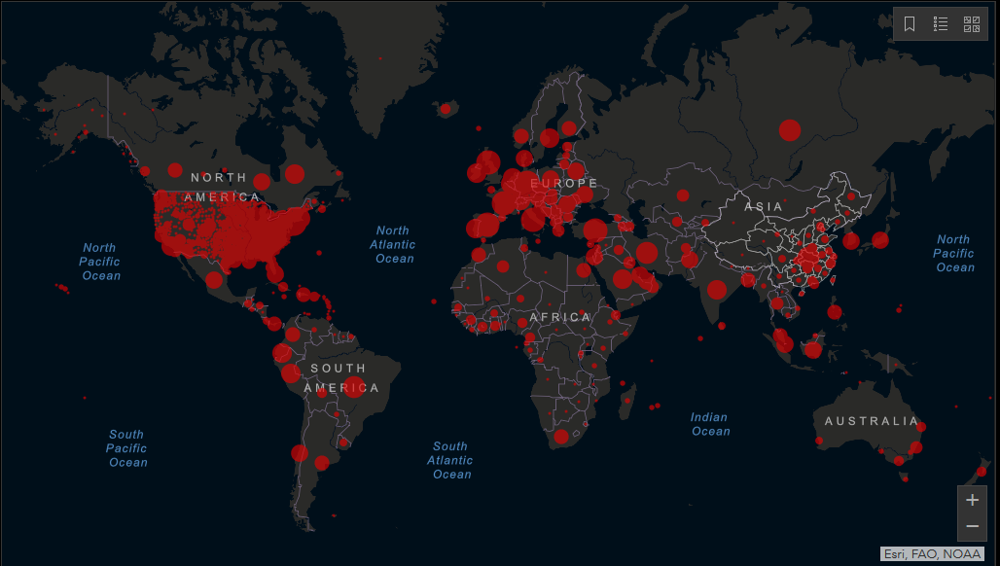 NORTH
AMERICA
EUROPE
ASIA
North
Pacific
Ocean
North
Atlantic
Ocean
North
Pacific
Ocean
AFRICA
SOUTH
AMERICA
South
Pacific
Ocean
South
Atlantic
Ocean
Indian
Ocean
AUSTRALIA
+
−
Esri, FAO, NOAA